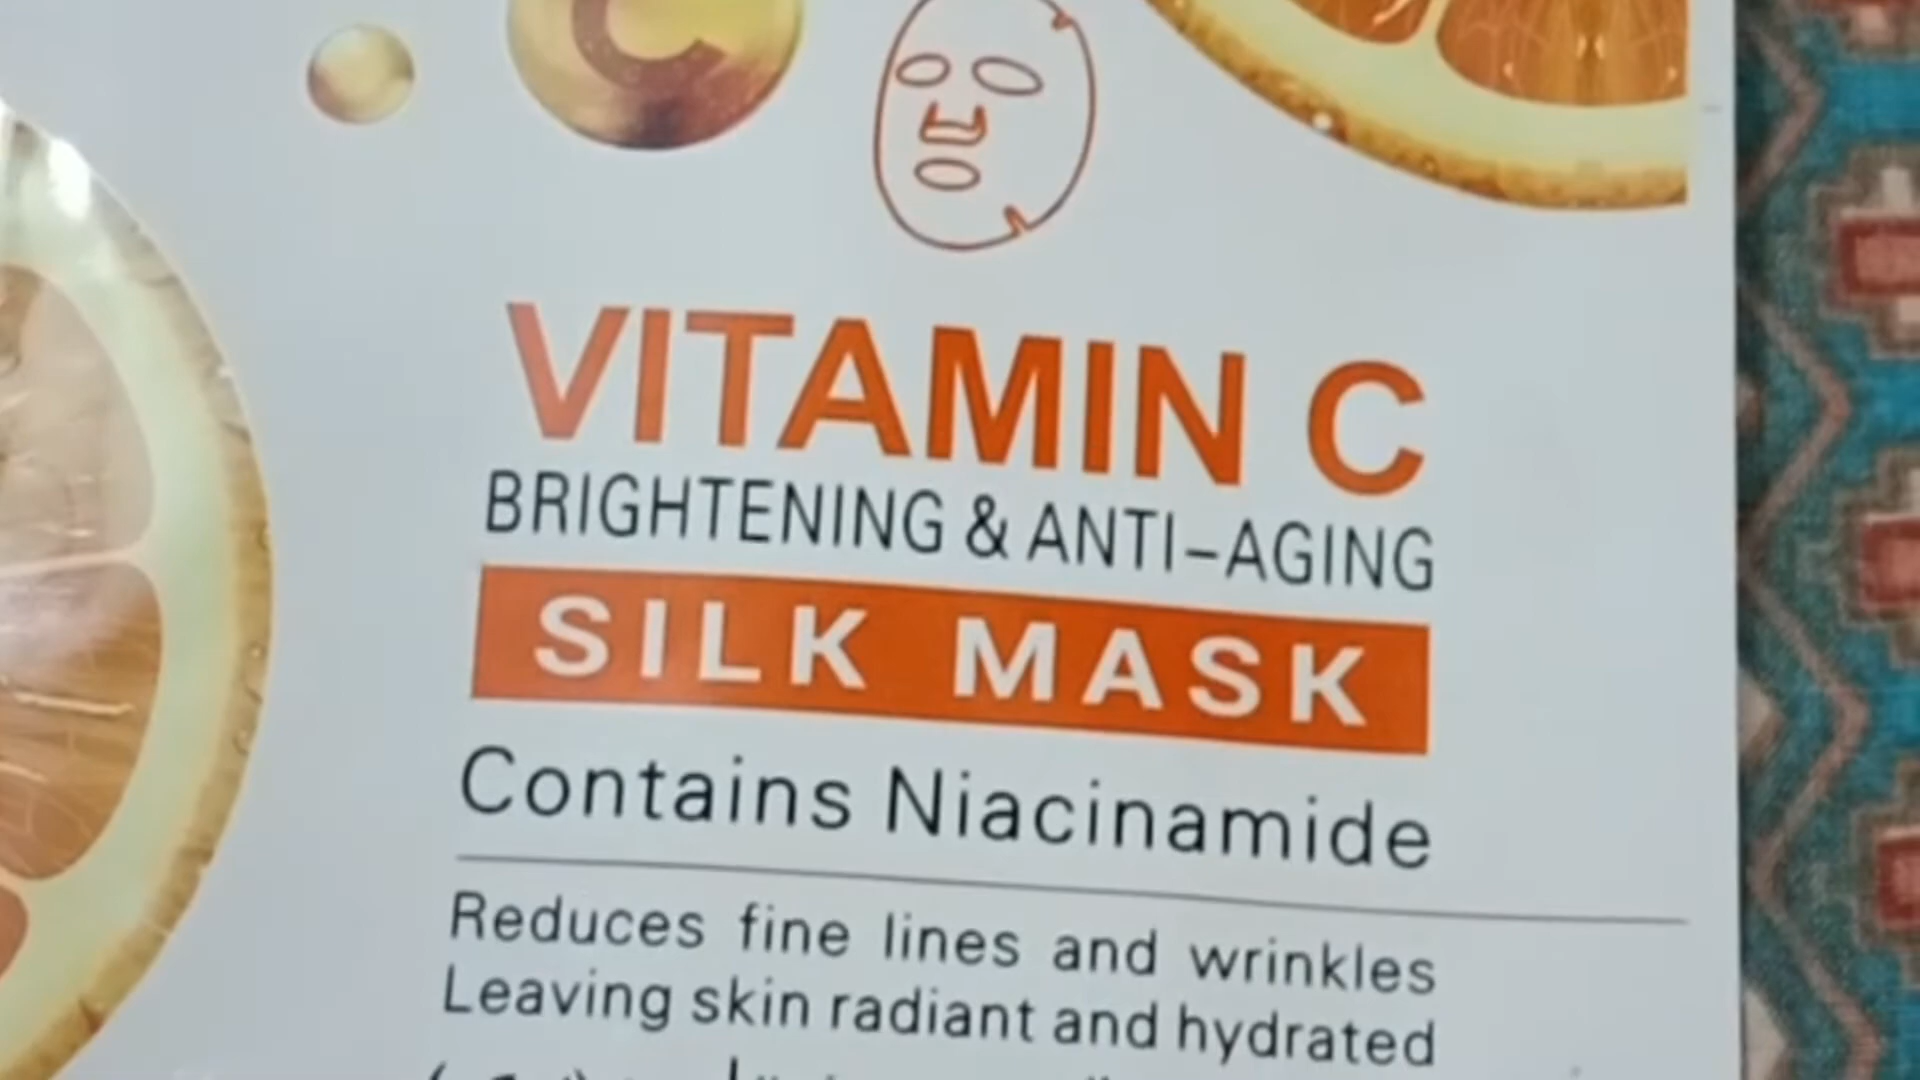 C
VITAMIN C
BRIGHTENING & ANTI-AGING
SILK MASK
Contains Niacinamide
Reduces fine lines and wrinkles
Leaving skin radiant and hydrated